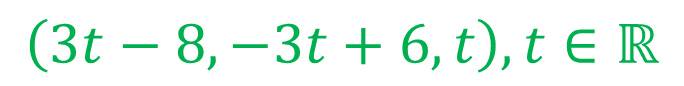 (3t − 8, −3t + 6, t), t ∈ ℝ